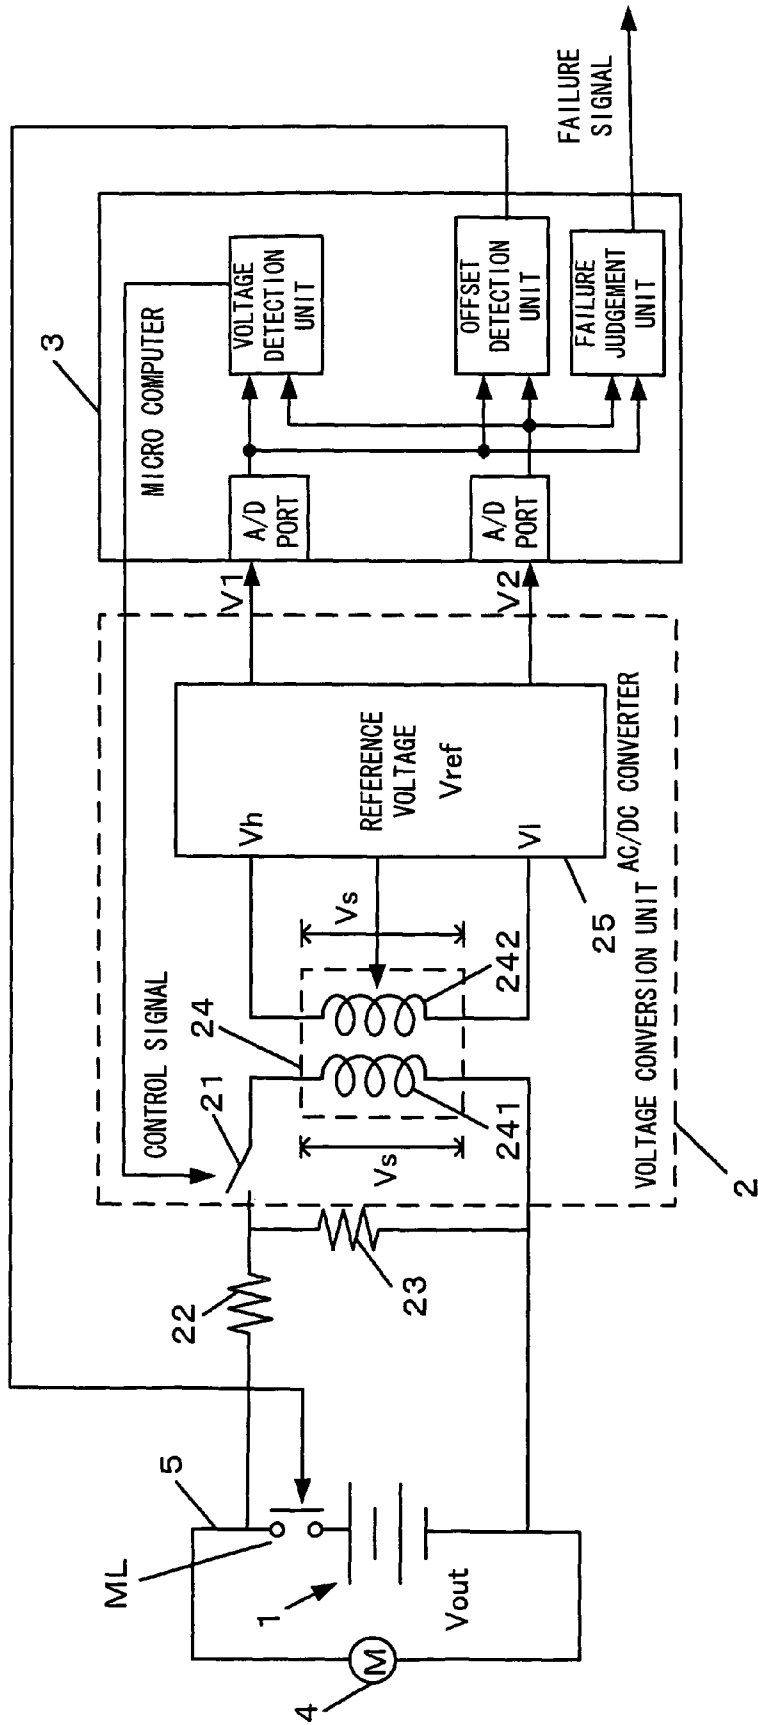 FAILURE
SIGNAL
3
MICRO COMPUTER
VOLTAGE
DETECTION
UNIT
OFFSET
DETECTION
UNIT
FAILURE
JUDGEMENT
UNIT
A/D
PORT
A/D
PORT
V1
V2
Vh
REFERENCE
VOLTAGE
Vref
Vl
AC/DC CONVERTER
25
VOLTAGE CONVERSION UNIT
2
CONTROL SIGNAL
21
24
Vs
242
241
Vs
22
23
5
ML
1
Vout
M
4